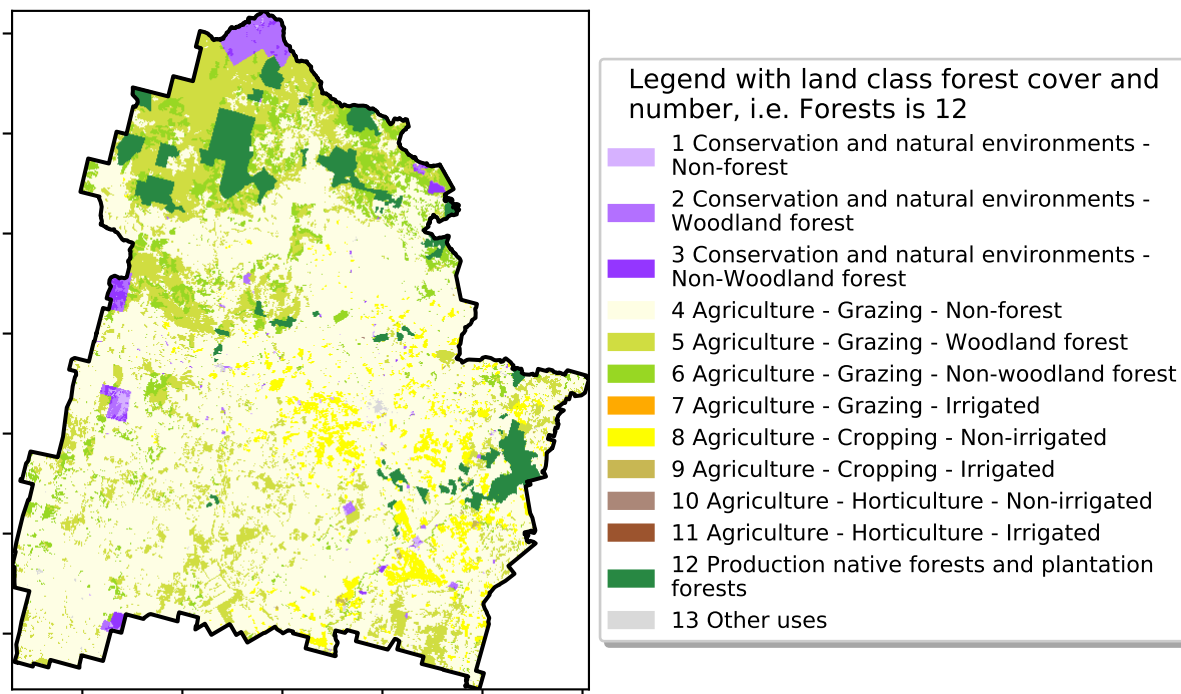 Legend with land class forest cover and
number, i.e. Forests is 12
1 Conservation and natural environments -
Non-forest
2 Conservation and natural environments -
Woodland forest
3 Conservation and natural environments -
Non-Woodland forest
4 Agriculture - Grazing - Non-forest
5 Agriculture - Grazing - Woodland forest
6 Agriculture - Grazing - Non-woodland forest
7 Agriculture - Grazing - Irrigated
8 Agriculture - Cropping - Non-irrigated
9 Agriculture - Cropping - Irrigated
10 Agriculture - Horticulture - Non-irrigated
11 Agriculture - Horticulture - Irrigated
12 Production native forests and plantation
forests
13 Other uses